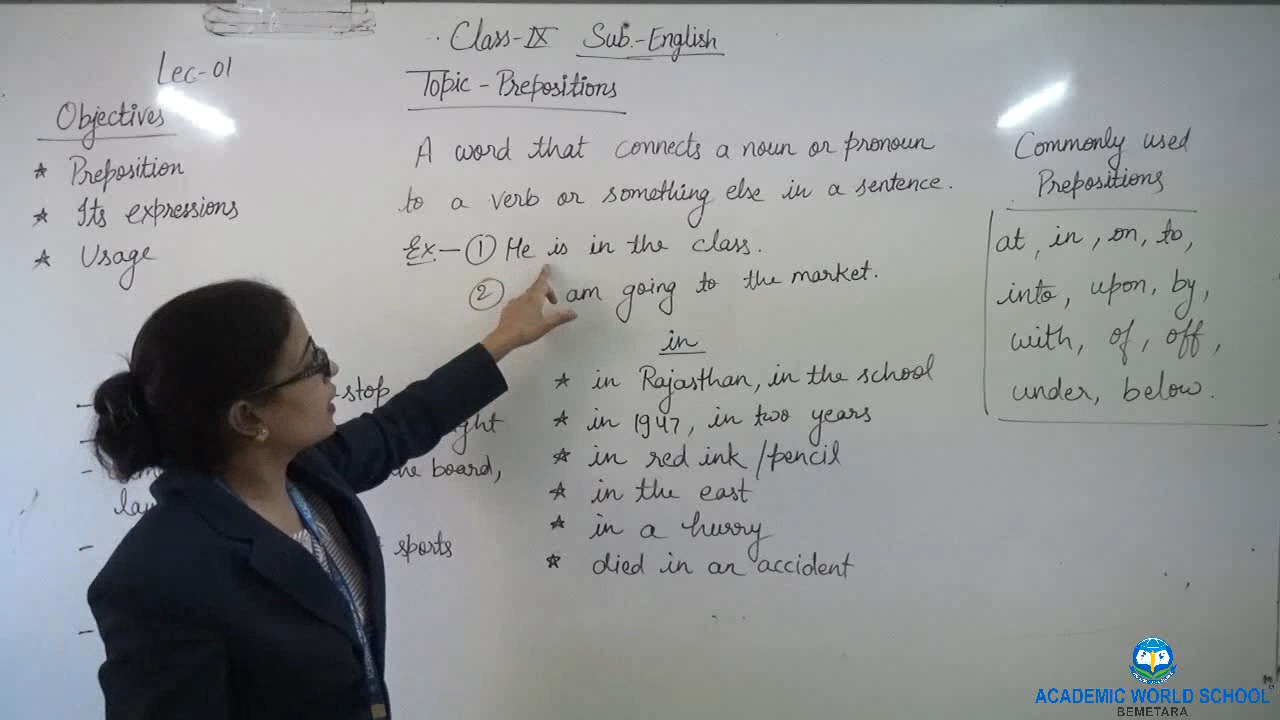 Class-IX Sub.-English
Lec-01
Topic - Prepositions
Objectives
★ Preposition
★ Its expressions
★ Usage
A word that connects a noun or pronoun
to a verb or something else in a sentence.
Ex- ① He is in the class.
② am going to the market.
-stop
the board,
sports
in
★ in Rajasthan, in the school
★ in 1947, in two years
★ in red ink/pencil
★ in the east
★ in a hurry
★ died in an accident
Commonly used
Prepositions
at, in, on, to,
into, upon, by,
with, of, off,
under, below.
ACADEMIC WORLD SCHOOL
BEMETARA